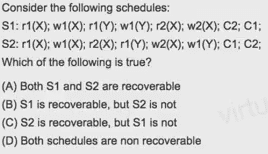 Consider the following schedules:
S1: r1(X); w1(X); r1(Y); w1(Y); r2(X); w2(X); C2; C1;
S2: r1(X); w1(X); r2(X); r1(Y); w2(X); w1(Y); C1; C2;
Which of the following is true?
(A) Both S1 and S2 are recoverable
(B) S1 is recoverable, but S2 is not
(C) S2 is recoverable, but S1 is not
(D) Both schedules are non recoverable
virtu